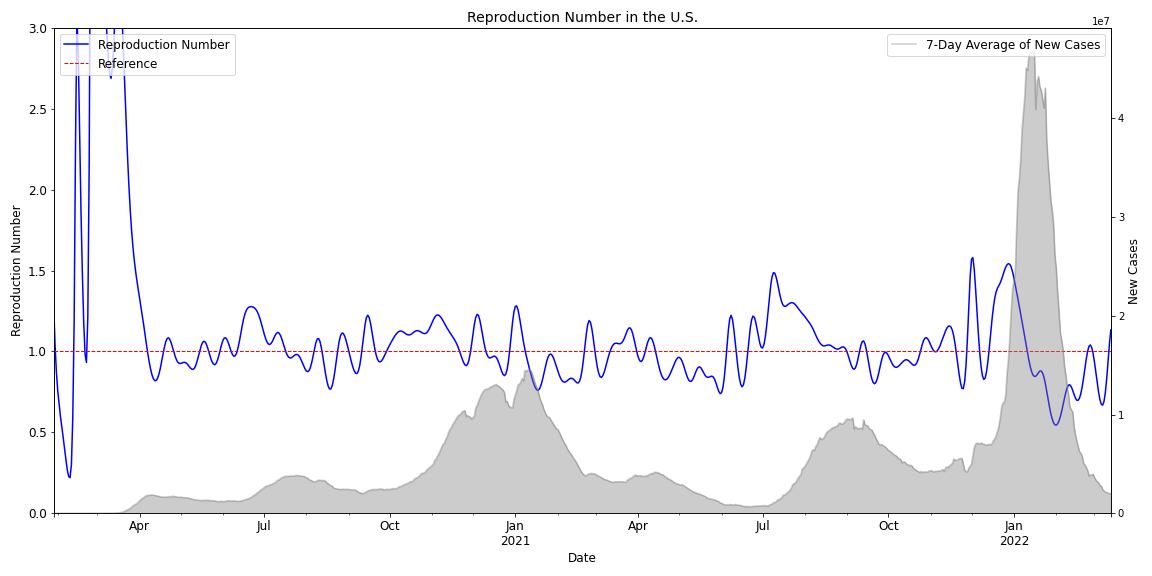 Reproduction Number in the U.S.
1e7
Reproduction Number
Reference
7-Day Average of New Cases
3.0
2.5
2.0
1.5
1.0
0.5
0.0
Reproduction Number
4
3
2
1
0
New Cases
Apr
Jul
Oct
Jan
2021
Apr
Jul
Oct
Jan
2022
Date